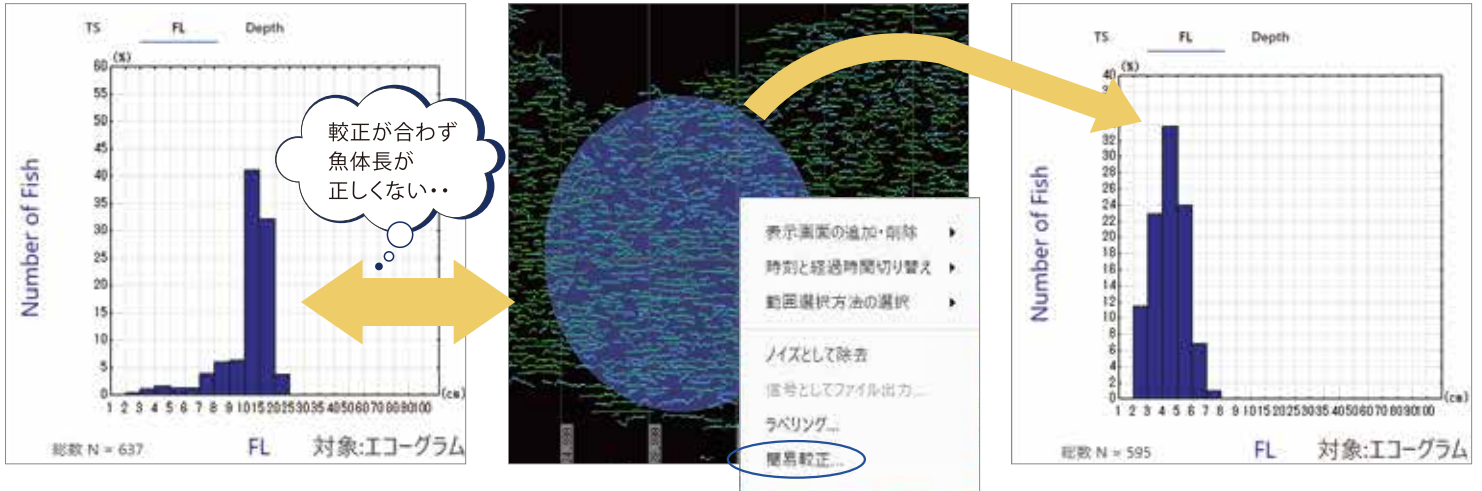 TS FL Depth
(%)
60
55
50
45
40
35
30
25
20
15
10
5
0
Number of Fish
1 2 3 4 5 6 7 8 9 10 15 20 25 30 35 40 50 60 70 80 90 100 (cm)
総数 N = 637 FL 対象:エコーグラム
較正が合わず
魚体長が
正しくない・・
表示画面の追加・削除
時刻と経過時間切り替え
範囲選択方法の選択
ノイズとして除去
信号としてファイル出力...
ラベリング...
簡易較正...
TS FL Depth
(%)
40
32
30
28
26
24
22
20
18
16
14
12
10
8
6
4
2
0
Number of Fish
1 2 3 4 5 6 7 8 9 10 15 20 25 30 35 40 50 60 70 80 90 100 (cm)
総数 N = 595 FL 対象:エコーグラム